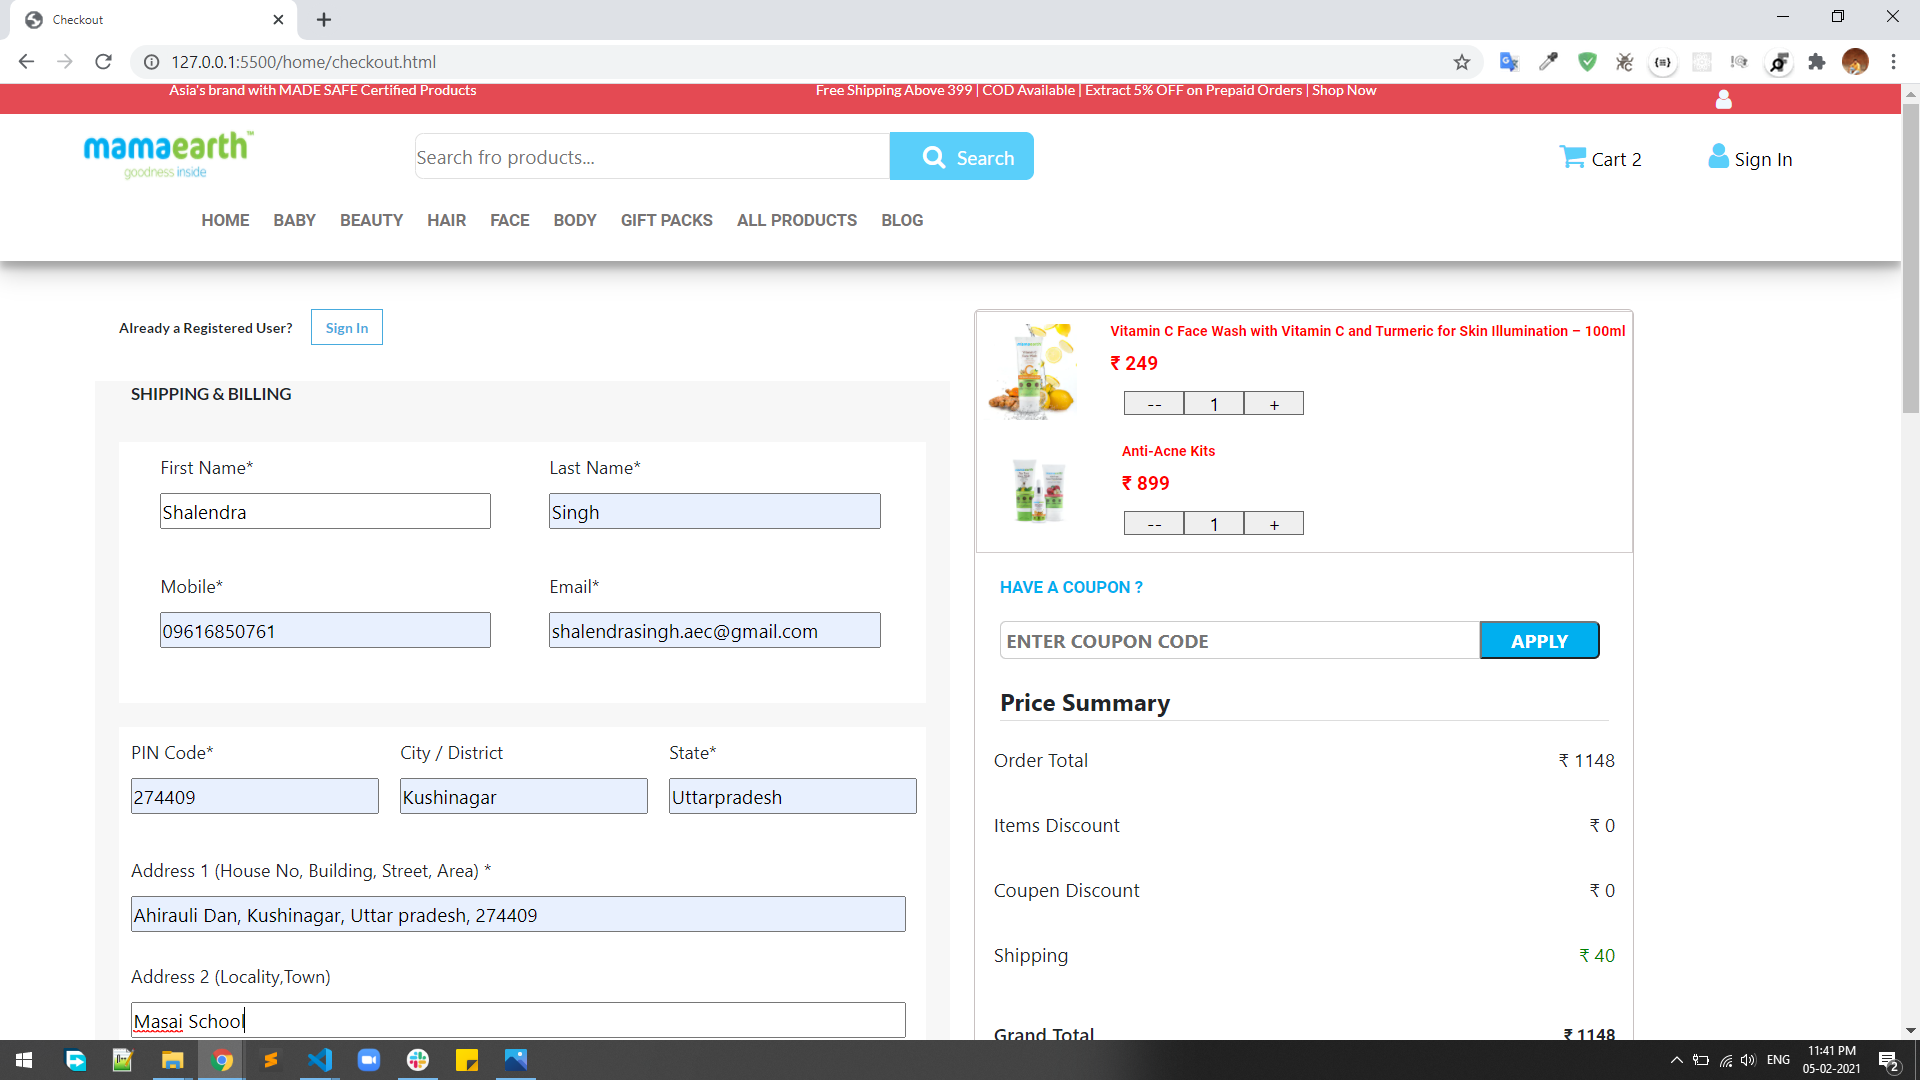 Checkout
127.0.0.1:5500/home/checkout.html
Asia's brand with MADE SAFE Certified Products
Free Shipping Above 399 | COD Available | Extract 5% OFF on Prepaid Orders | Shop Now
mamaearth™
goodness inside
Search fro products...
Search
Cart 2
Sign In
HOME BABY BEAUTY HAIR FACE BODY GIFT PACKS ALL PRODUCTS BLOG
Already a Registered User?
Sign In
SHIPPING & BILLING
First Name*
Last Name*
Shalendra
Singh
Mobile*
Email*
09616850761
shalendrasingh.aec@gmail.com
PIN Code*
City / District
State*
274409
Kushinagar
Uttarpradesh
Address 1 (House No, Building, Street, Area) *
Ahirauli Dan, Kushinagar, Uttar pradesh, 274409
Address 2 (Locality,Town)
Masai School
Vitamin C Face Wash with Vitamin C and Turmeric for Skin Illumination – 100ml
₹ 249
-- 1 +
Anti-Acne Kits
₹ 899
-- 1 +
HAVE A COUPON ?
ENTER COUPON CODE
APPLY
Price Summary
Order Total ₹ 1148
Items Discount ₹ 0
Coupen Discount ₹ 0
Shipping ₹ 40
Grand Total ₹ 1148
ENG
11:41 PM
05-02-2021
2